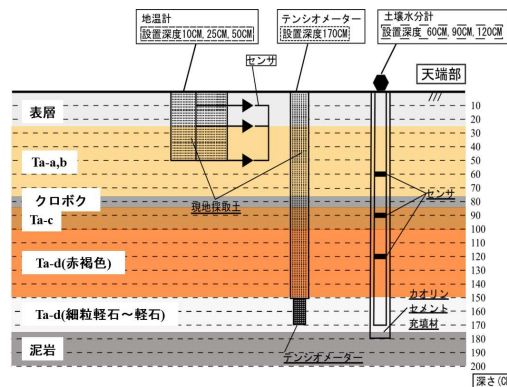 地温計
設置深度10CM,25CM,50CM
テンシオメーター
設置深度170CM
土壌水分計
設置深度 60CM,90CM,120CM
センサ
天端部
表層
Ta-a,b
クロボク
Ta-c
Ta-d(赤褐色)
Ta-d(細粒軽石～軽石)
泥岩
現地採取土
センサ
カオリン
セメント
充填材
テンシオメーター
10
20
30
40
50
60
70
80
90
100
110
120
130
140
150
160
170
180
190
200